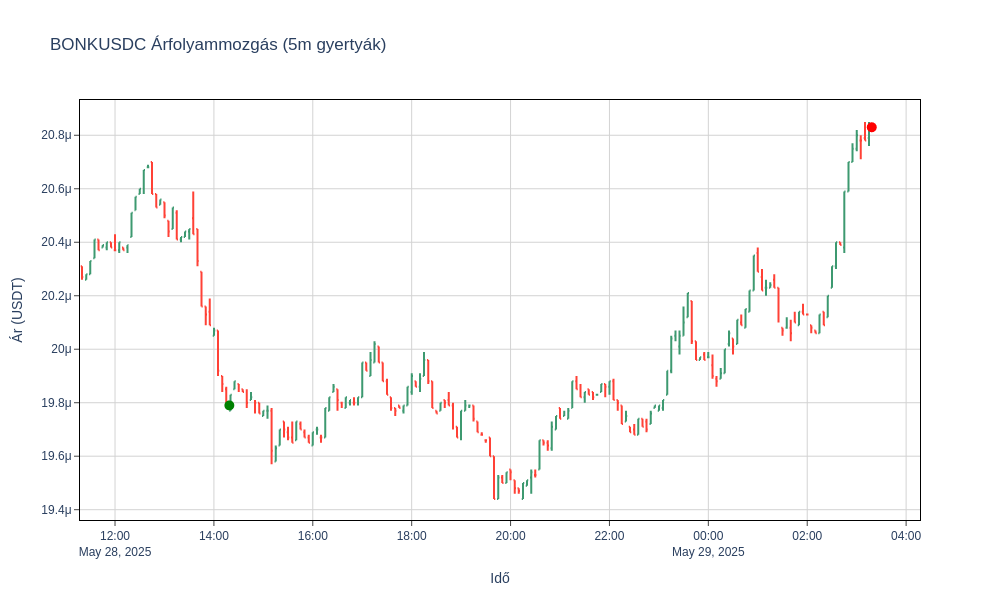 BONKUSDC Árfolyammozgás (5m gyertyák)
20.8μ
20.6μ
20.4μ
20.2μ
20μ
19.8μ
19.6μ
19.4μ
Ár (USDT)
12:00 14:00 16:00 18:00 20:00 22:00 00:00 02:00 04:00
May 28, 2025 May 29, 2025
Idő